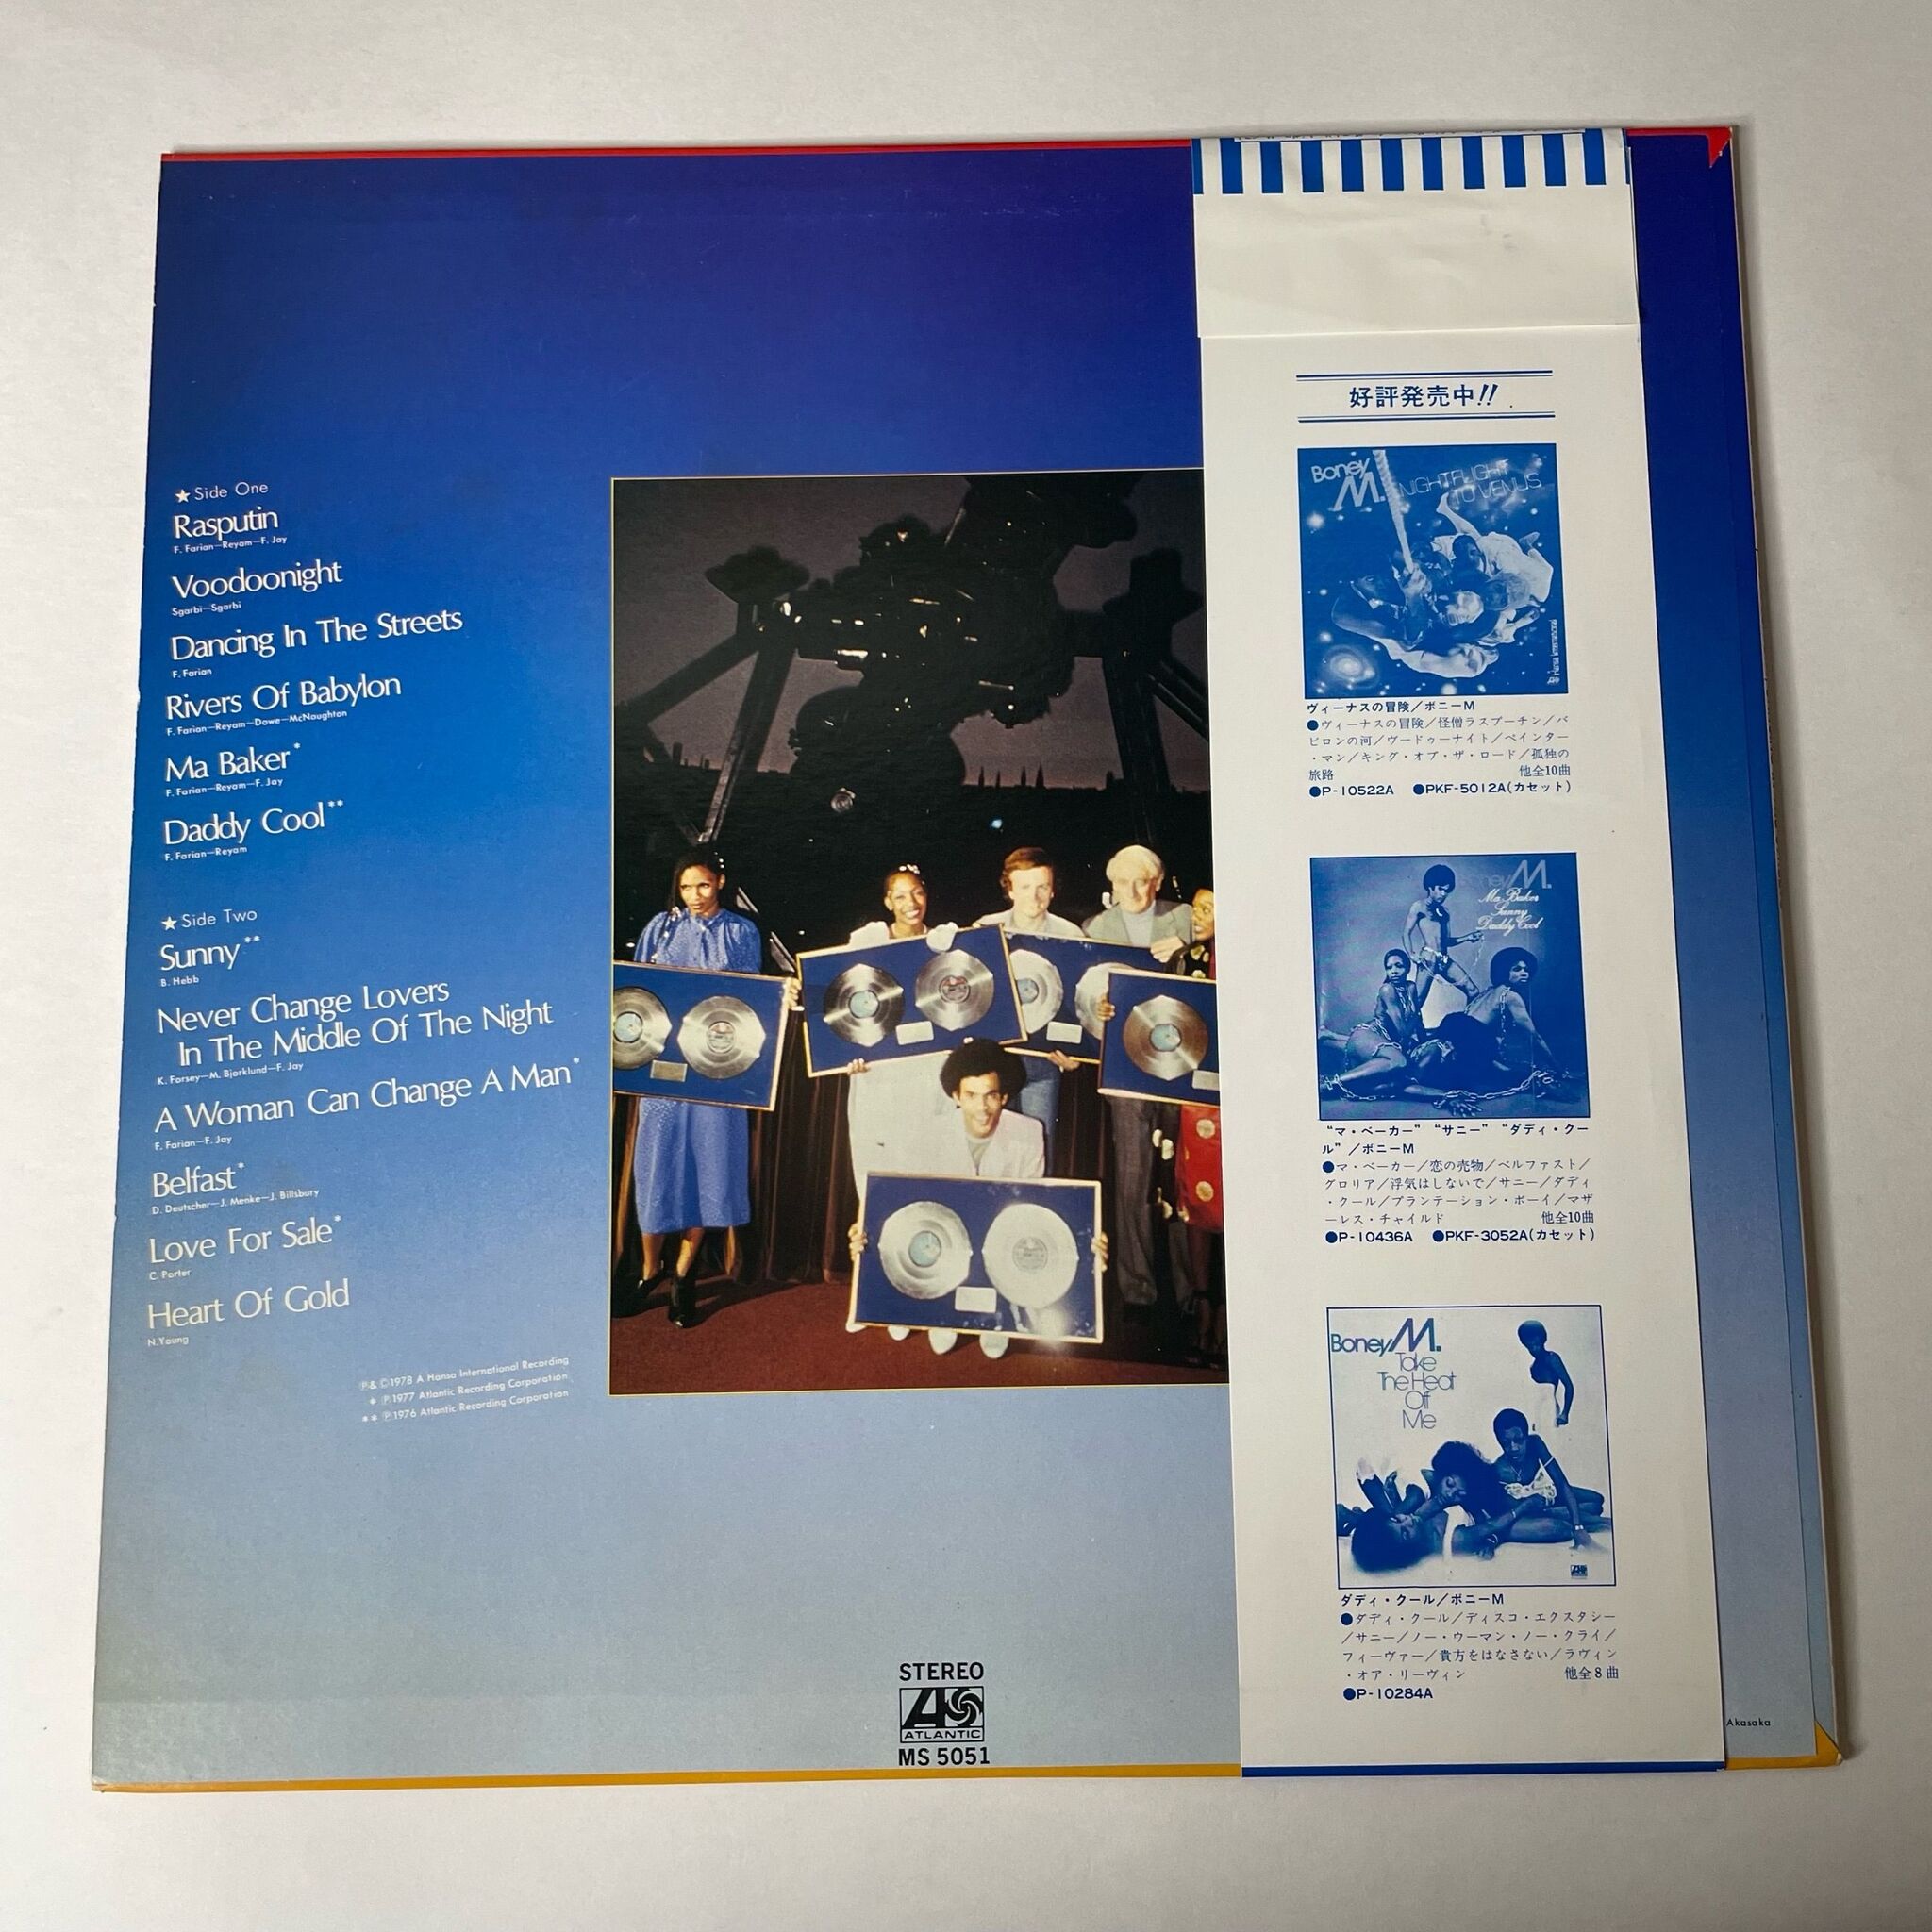 ★ Side One
Rasputin
F. Farian—Reyam—F. Jay
Voodoonight
Sgarbi—Sgarbi
Dancing In The Streets
F. Farian
Rivers Of Babylon
F. Farian—Reyam—Dowe—McNaughton
Ma Baker*
F. Farian—Reyam—F. Jay
Daddy Cool**
F. Farian—Reyam
★ Side Two
Sunny**
B. Hebb
Never Change Lovers
In The Middle Of The Night
K. Forsey—M. Bjorklund—F. Jay
A Woman Can Change A Man*
F. Farian—F. Jay
Belfast*
D. Deutscher—J. Menke—J. Billsbury
Love For Sale*
C. Porter
Heart Of Gold
N. Young
Ⓟ& ©1978 A Hansa International Recording
* Ⓟ1977 Atlantic Recording Corporation
** Ⓟ1976 Atlantic Recording Corporation
STEREO
ATLANTIC
MS 5051
好評発売中!!
Boney M. NIGHTFLIGHT TO VENUS
ヴィーナスの冒険／ボニーM
●ヴィーナスの冒険／怪僧ラスプーチン／バ
ビロンの河／ヴードゥーナイト／ペインター
・マン／キング・オブ・ザ・ロード／孤独の
旅路 他全10曲
●P-10522A ●PKF-5012A(カセット)
M.
Ma Baker
Sunny
Daddy Cool
“マ・ベーカー” “サニー” “ダディ・クー
ル”／ボニーM
●マ・ベーカー／恋の売物／ベルファスト／
グロリア／浮気はしないで／サニー／ダディ
・クール／プランテーション・ボーイ／マザ
ーレス・チャイルド 他全10曲
●P-10436A ●PKF-3052A(カセット)
Boney M.
Take
The Heat
Off
Me
ダディ・クール／ボニーM
●ダディ・クール／ディスコ・エクスタシー
／サニー／ノー・ウーマン・ノー・クライ／
フィーヴァー／貴方をはなさない／ラヴィン
・オア・リーヴィン 他全8曲
●P-10284A
Akasaka